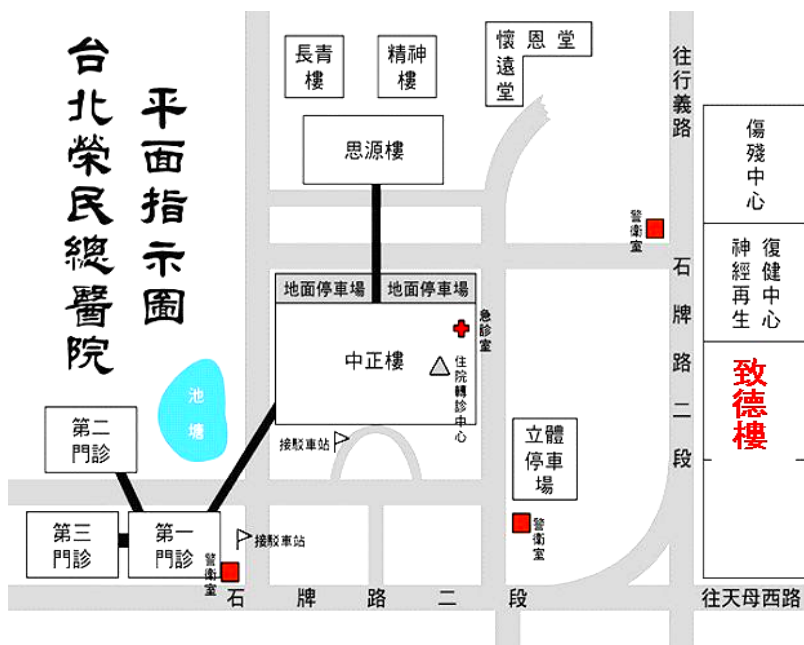 台北榮民總醫院
平面指示圖
長青
樓
精神
樓
懷恩堂
遠堂
往行義路
思源樓
傷殘中心
警衛室
石牌路二段
復健中心
神經再生
地面停車場
地面停車場
急診室
中正樓
住院轉診中心
致德樓
池塘
第二
門診
接駁車站
立體
停車
場
第三
門診
第一
門診
接駁車站
警衛室
警衛室
石牌路二段
往天母西路